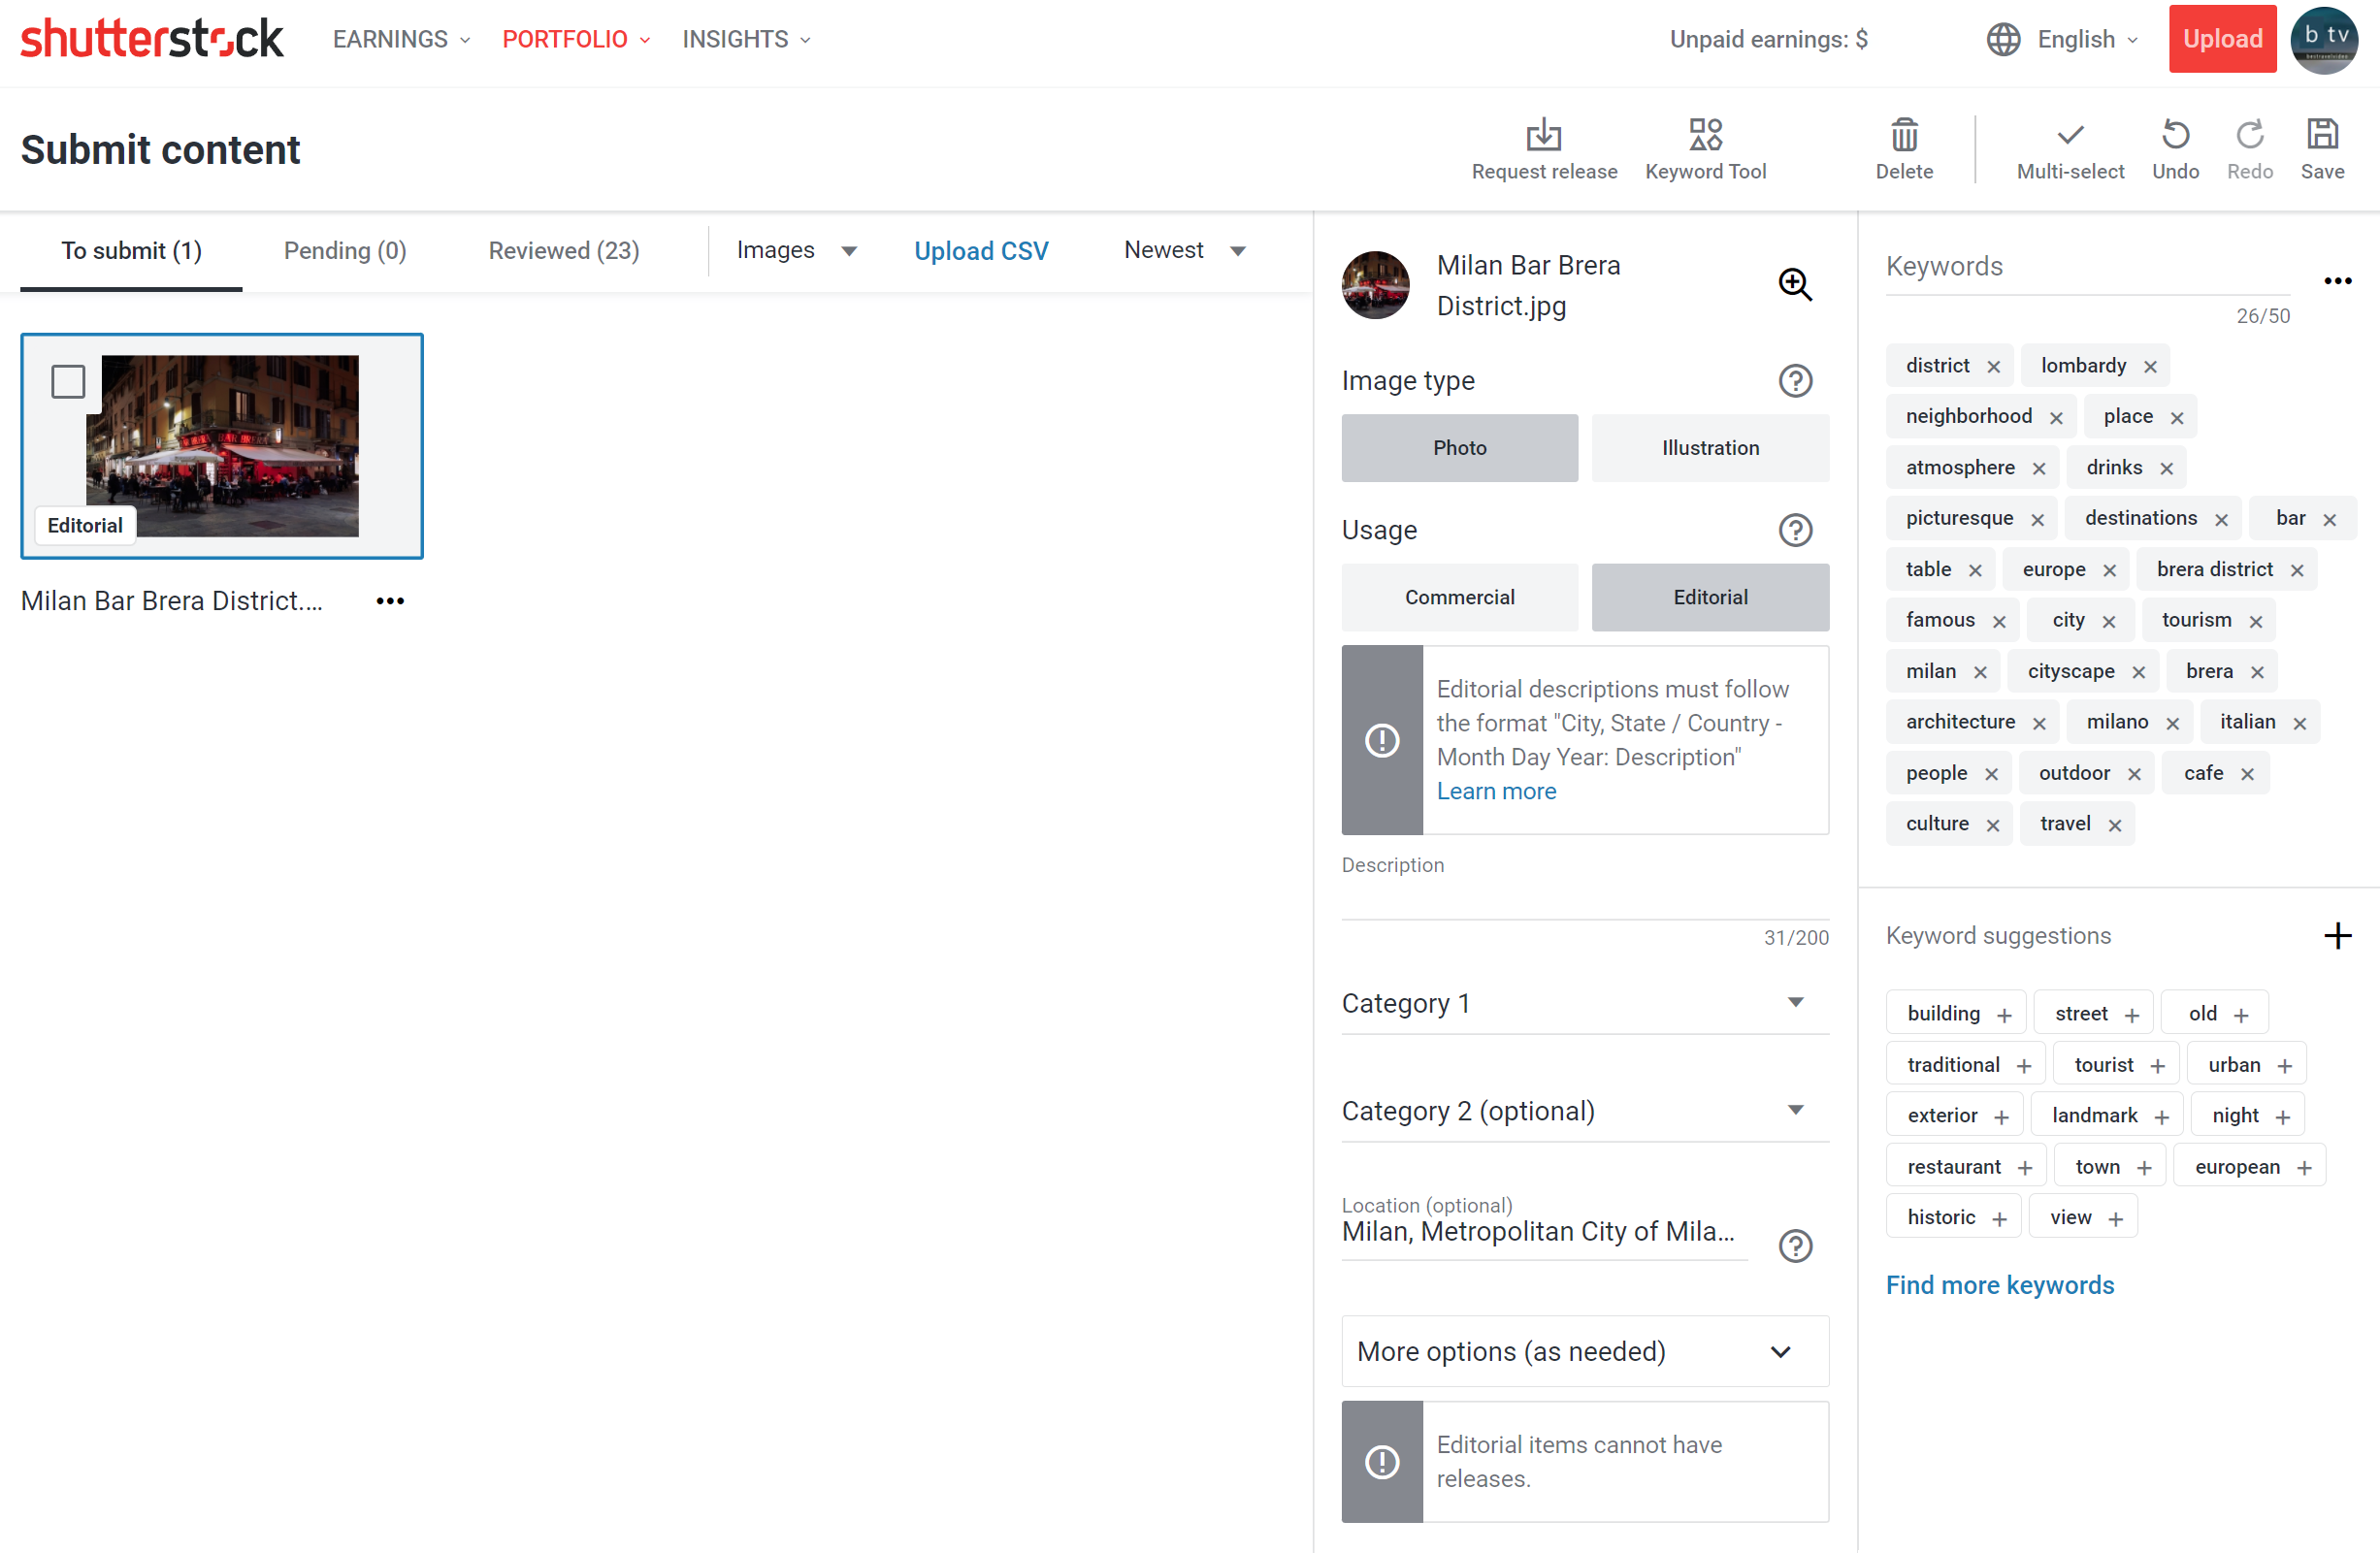 shutterstock EARNINGS PORTFOLIO INSIGHTS Unpaid earnings: $ English Upload b tv
Submit content Request release Keyword Tool Delete Multi-select Undo Redo Save
To submit (1) Pending (0) Reviewed (23) Images Upload CSV Newest
BAR BRERA
Editorial
Milan Bar Brera District....
Milan Bar Brera
District.jpg
Image type
Photo Illustration
Usage
Commercial Editorial
Editorial descriptions must follow
the format "City, State / Country -
Month Day Year: Description"
Learn more
Description
31/200
Category 1
Category 2 (optional)
Location (optional)
Milan, Metropolitan City of Mila...
More options (as needed)
Editorial items cannot have
releases.
Keywords
26/50
district lombardy
neighborhood place
atmosphere drinks
picturesque destinations bar
table europe brera district
famous city tourism
milan cityscape brera
architecture milano italian
people outdoor cafe
culture travel
Keyword suggestions
building street old
traditional tourist urban
exterior landmark night
restaurant town european
historic view
Find more keywords